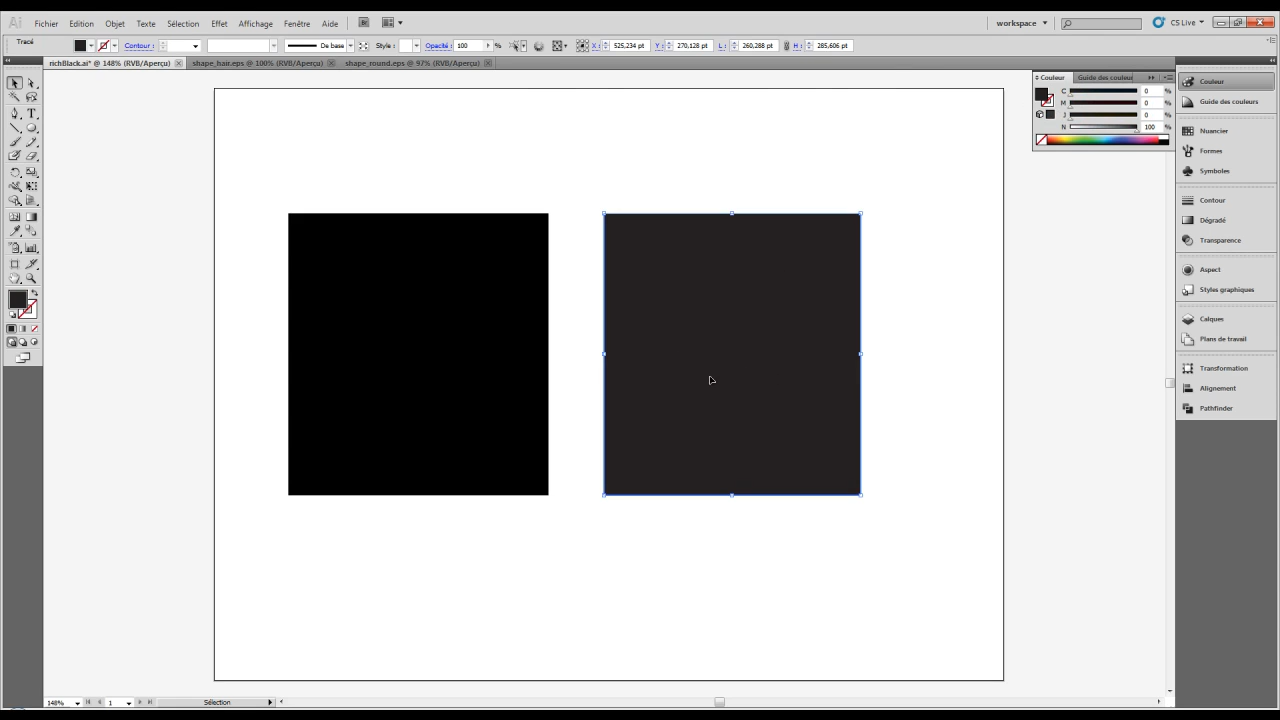 Ai Fichier Edition Objet Texte Sélection Effet Affichage Fenêtre Aide Br workspace CS Live
Tracé Contour : De base Style : Opacité : 100 % X : 525,234 pt Y : 270,128 pt L : 260,288 pt H : 285,606 pt
richBlack.ai* @ 148% (RVB/Aperçu) shape_hair.eps @ 100% (RVB/Aperçu) shape_round.eps @ 97% (RVB/Aperçu)
Couleur Guide des couleurs
C 0 %
M 0 %
J 0 %
N 100 %
Couleur
Guide des couleurs
Nuancier
Formes
Symboles
Contour
Dégradé
Transparence
Aspect
Styles graphiques
Calques
Plans de travail
Transformation
Alignement
Pathfinder
T
148% 1 Sélection